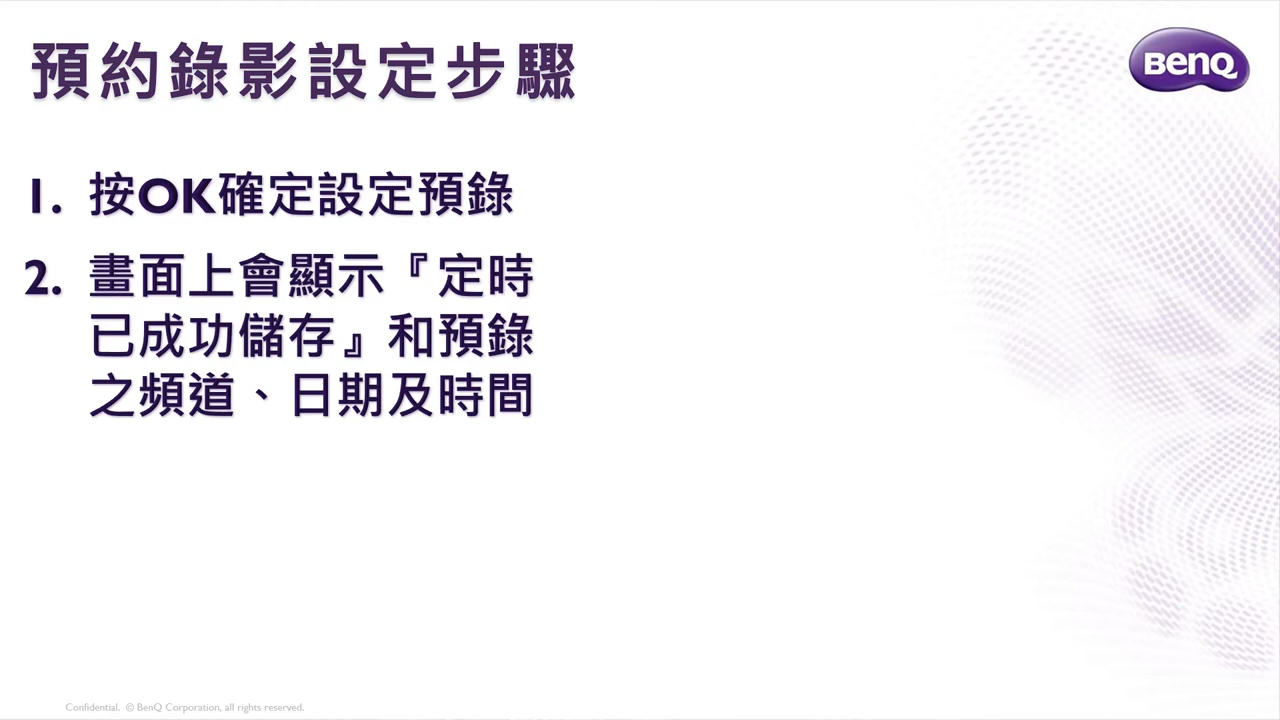 預約錄影設定步驟
BenQ
1. 按OK確定設定預錄
2. 畫面上會顯示『定時
已成功儲存』和預錄
之頻道、日期及時間
Confidential. © BenQ Corporation, all rights reserved.